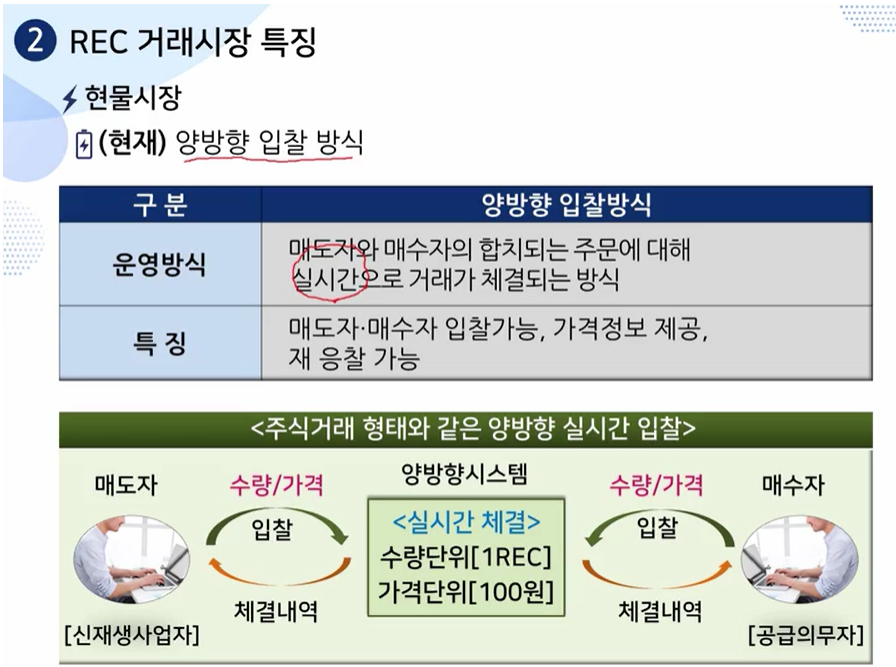 2 REC 거래시장 특징
현물시장
(현재) 양방향 입찰 방식
구 분 양방향 입찰방식
운영방식 매도자와 매수자의 합치되는 주문에 대해
실시간으로 거래가 체결되는 방식
특 징 매도자·매수자 입찰가능, 가격정보 제공,
재 응찰 가능
<주식거래 형태와 같은 양방향 실시간 입찰>
매도자 수량/가격 양방향시스템 수량/가격 매수자
입찰 <실시간 체결> 입찰
수량단위[1REC]
가격단위[100원]
체결내역 체결내역
[신재생사업자] [공급의무자]